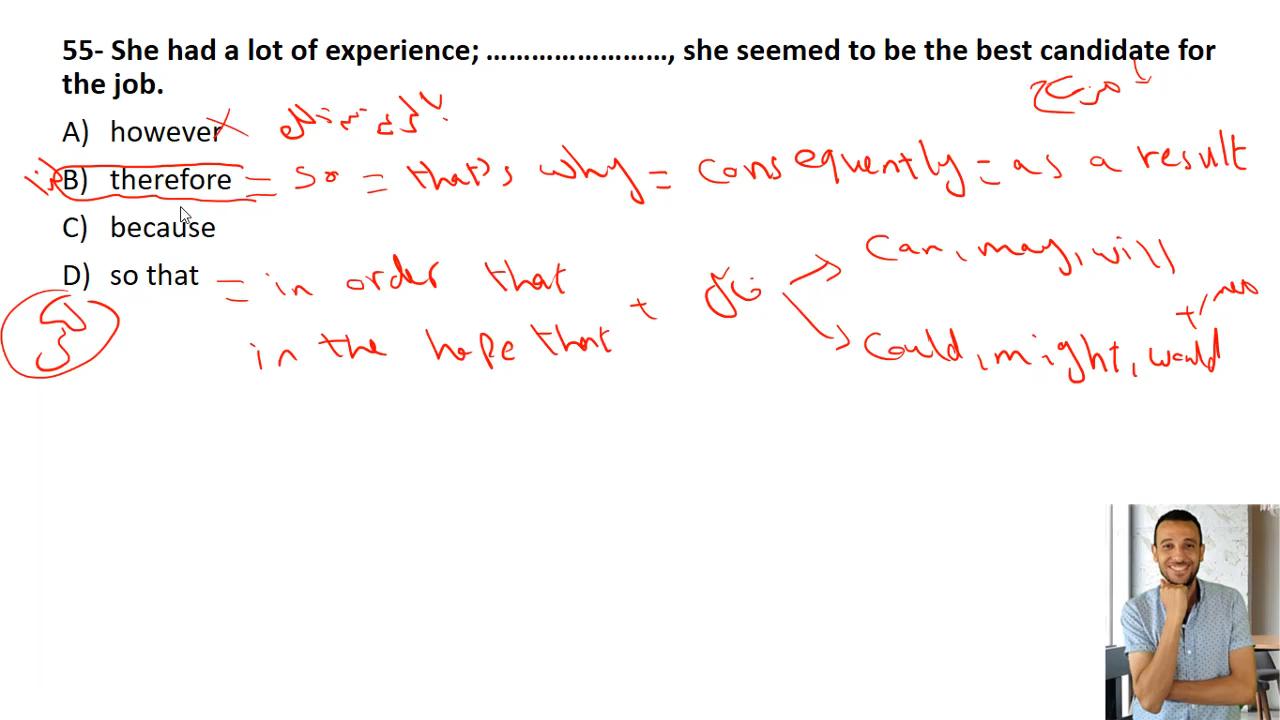 55- She had a lot of experience; ........................, she seemed to be the best candidate for
the job.
A) however
B) therefore = so = that's why = consequently = as a result
C) because
D) so that = in order that
in the hope that +
Can, may, will
Could, might, would
+